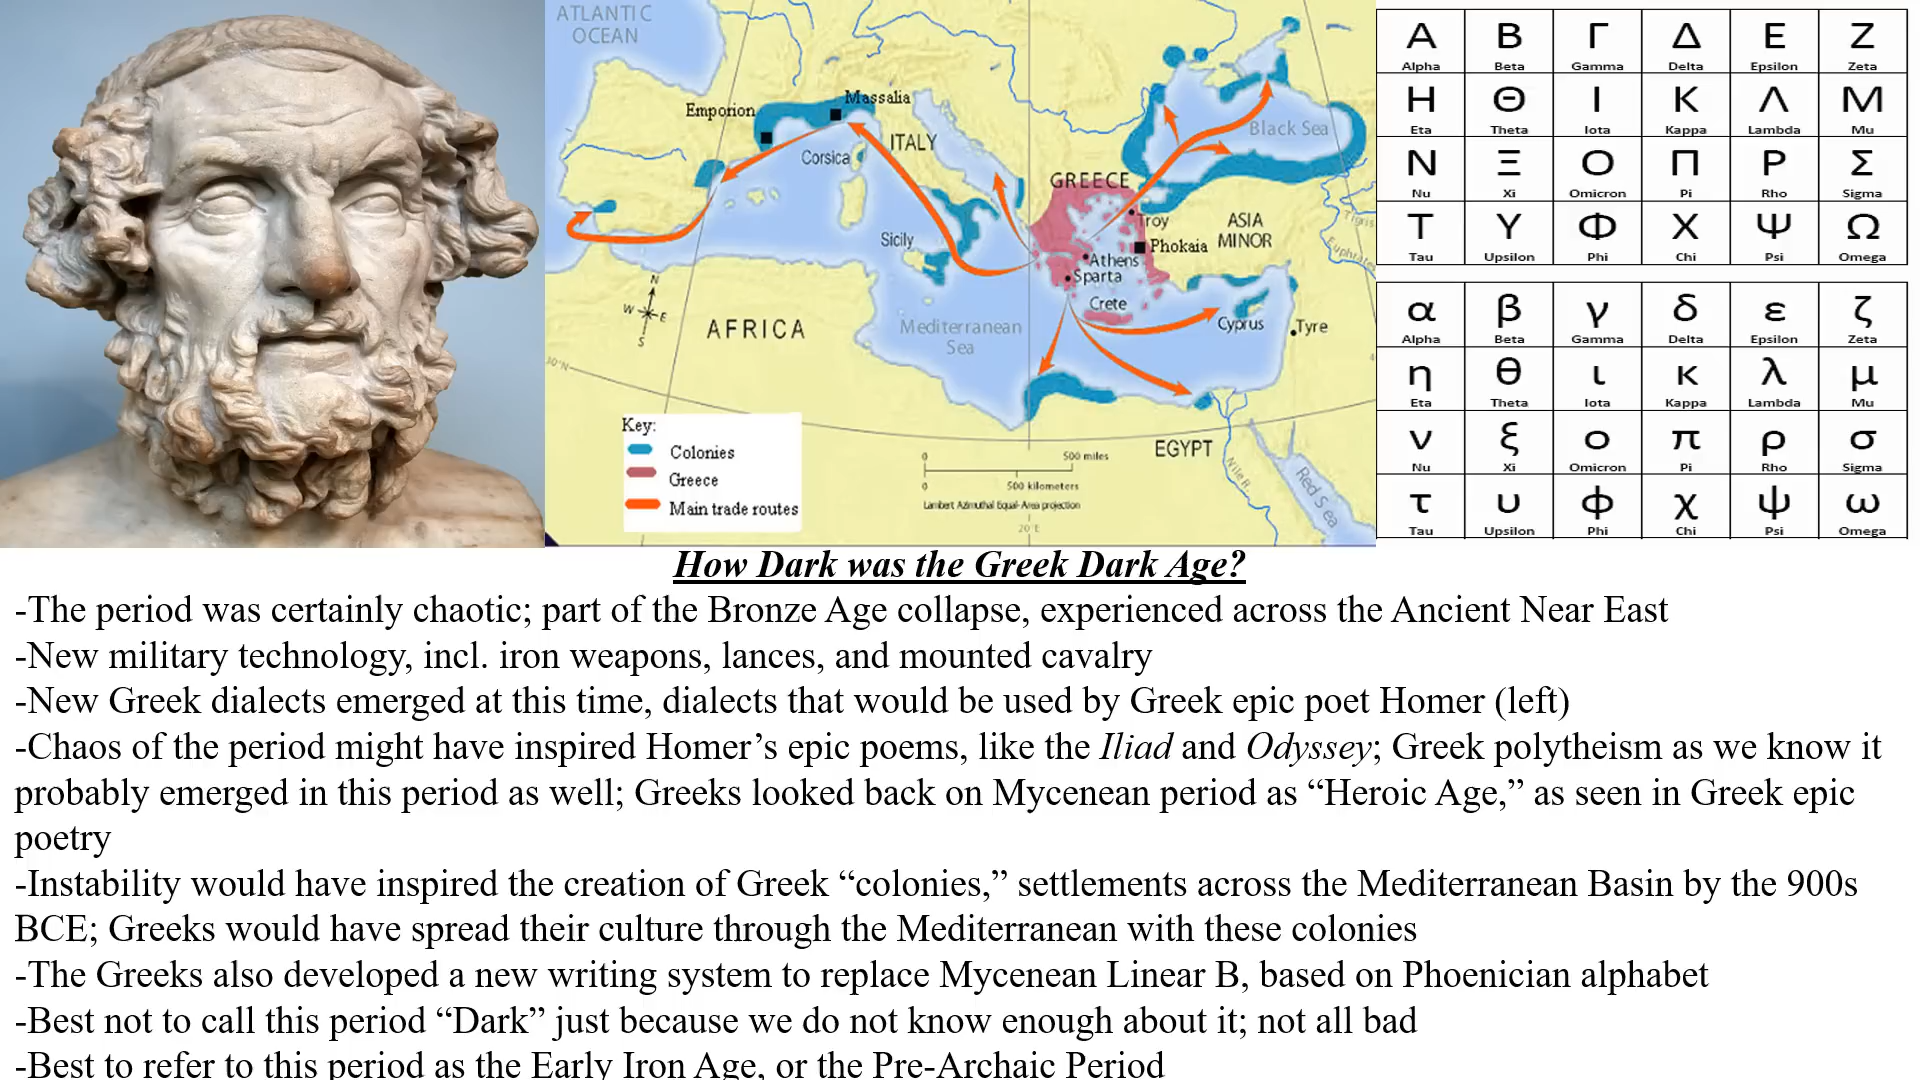 ATLANTIC
OCEAN
Emporion
Massalia
Corsica
ITALY
Black Sea
GREECE
Troy
ASIA
MINOR
Tigris
Euphrates
Sicily
Phokaia
Athens
Sparta
Crete
Cyprus
Tyre
N
W E
S
AFRICA
Mediterranean
Sea
30°N
Key:
Colonies
Greece
Main trade routes
0 500 miles
0 500 kilometers
Lambert Azimuthal Equal-Area projection
20°E
EGYPT
Nile R.
Red Sea
Α Β Γ Δ Ε Ζ
Alpha Beta Gamma Delta Epsilon Zeta
Η Θ Ι Κ Λ Μ
Eta Theta Iota Kappa Lambda Mu
Ν Ξ Ο Π Ρ Σ
Nu Xi Omicron Pi Rho Sigma
Τ Υ Φ Χ Ψ Ω
Tau Upsilon Phi Chi Psi Omega
α β γ δ ε ζ
Alpha Beta Gamma Delta Epsilon Zeta
η θ ι κ λ μ
Eta Theta Iota Kappa Lambda Mu
ν ξ ο π ρ σ
Nu Xi Omicron Pi Rho Sigma
τ υ φ χ ψ ω
Tau Upsilon Phi Chi Psi Omega
How Dark was the Greek Dark Age?
-The period was certainly chaotic; part of the Bronze Age collapse, experienced across the Ancient Near East
-New military technology, incl. iron weapons, lances, and mounted cavalry
-New Greek dialects emerged at this time, dialects that would be used by Greek epic poet Homer (left)
-Chaos of the period might have inspired Homer’s epic poems, like the Iliad and Odyssey; Greek polytheism as we know it
probably emerged in this period as well; Greeks looked back on Mycenean period as “Heroic Age,” as seen in Greek epic
poetry
-Instability would have inspired the creation of Greek “colonies,” settlements across the Mediterranean Basin by the 900s
BCE; Greeks would have spread their culture through the Mediterranean with these colonies
-The Greeks also developed a new writing system to replace Mycenean Linear B, based on Phoenician alphabet
-Best not to call this period “Dark” just because we do not know enough about it; not all bad
-Best to refer to this period as the Early Iron Age, or the Pre-Archaic Period